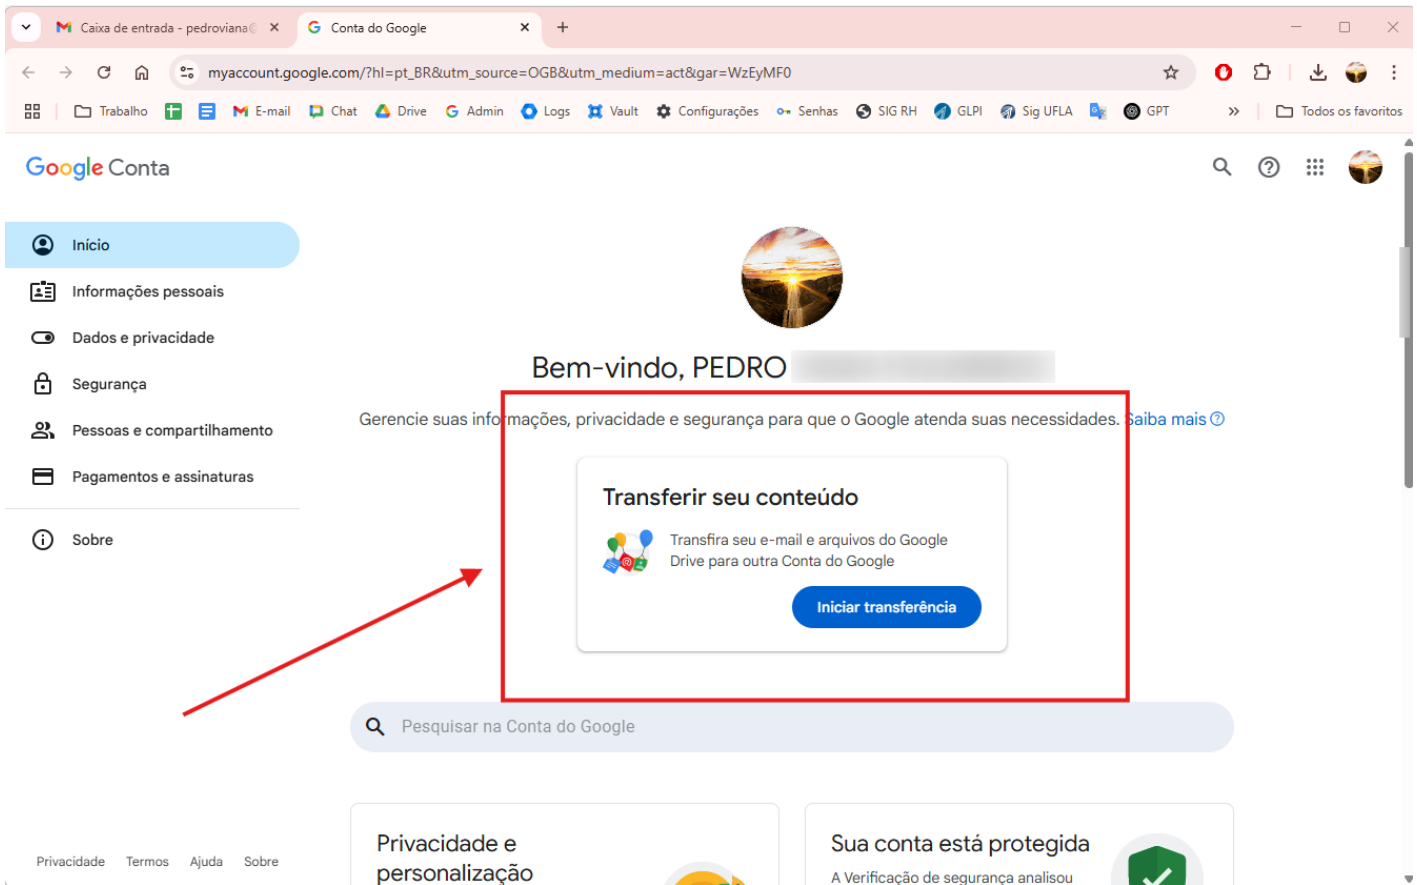 Caixa de entrada - pedroviana@
Conta do Google
myaccount.google.com/?hl=pt_BR&utm_source=OGB&utm_medium=act&gar=WzEyMF0
Trabalho E-mail Chat Drive Admin Logs Vault Configurações Senhas SIG RH GLPI Sig UFLA GPT » Todos os favoritos
Google Conta
Início
Informações pessoais
Dados e privacidade
Segurança
Pessoas e compartilhamento
Pagamentos e assinaturas
Sobre
Bem-vindo, PEDRO
Gerencie suas informações, privacidade e segurança para que o Google atenda suas necessidades. Saiba mais
Transferir seu conteúdo
Transfira seu e-mail e arquivos do Google
Drive para outra Conta do Google
Iniciar transferência
Pesquisar na Conta do Google
Privacidade e
personalização
Sua conta está protegida
A Verificação de segurança analisou
Privacidade Termos Ajuda Sobre